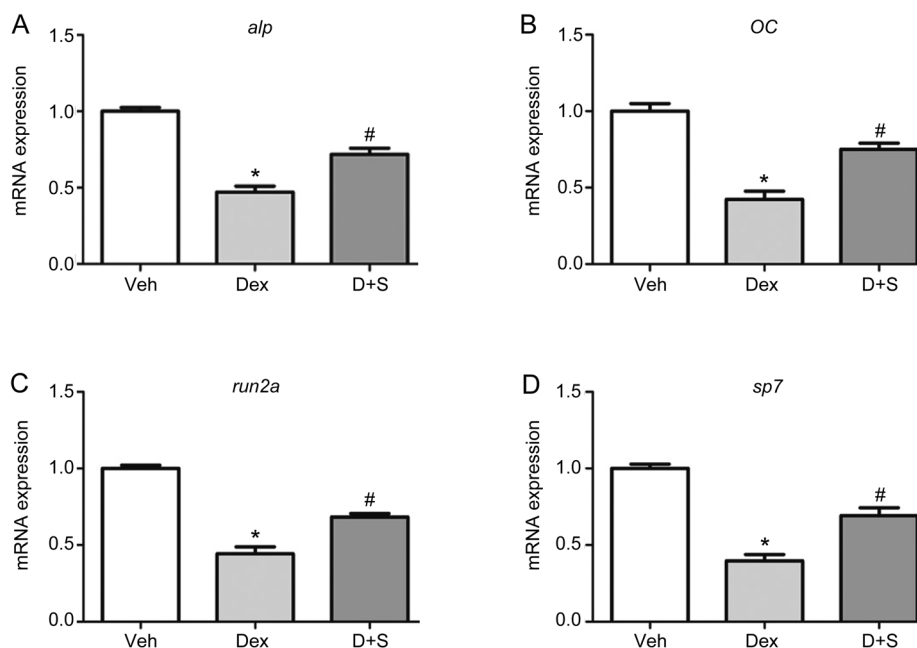 A
alp
mRNA expression
1.5
1.0
0.5
0.0
*
#
Veh Dex D+S
B
OC
mRNA expression
1.5
1.0
0.5
0.0
*
#
Veh Dex D+S
C
run2a
mRNA expression
1.5
1.0
0.5
0.0
*
#
Veh Dex D+S
D
sp7
mRNA expression
1.5
1.0
0.5
0.0
*
#
Veh Dex D+S